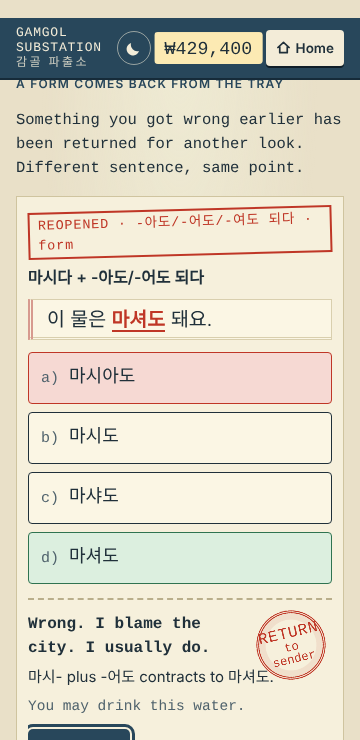 GAMGOL
SUBSTATION
감골 파출소
₩429,400
Home
A FORM COMES BACK FROM THE TRAY
Something you got wrong earlier has
been returned for another look.
Different sentence, same point.
REOPENED · -아도/-어도/-여도 되다 ·
form
마시다 + -아도/-어도 되다
이 물은 마셔도 돼요.
a) 마시아도
b) 마시도
c) 마샤도
d) 마셔도
Wrong. I blame the
city. I usually do.
RETURN
to
sender
마시- plus -어도 contracts to 마셔도.
You may drink this water.